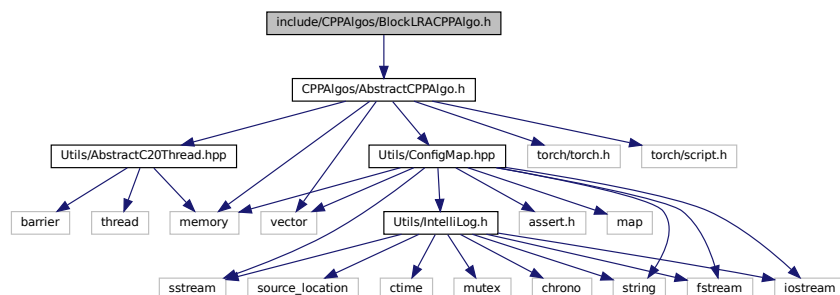 include/CPPAlgos/BlockLRACPPAlgo.h
CPPAlgos/AbstractCPPAlgo.h
Utils/AbstractC20Thread.hpp
Utils/ConfigMap.hpp
torch/torch.h
torch/script.h
barrier
thread
memory
vector
Utils/IntelliLog.h
assert.h
map
sstream
source_location
ctime
mutex
chrono
string
fstream
iostream